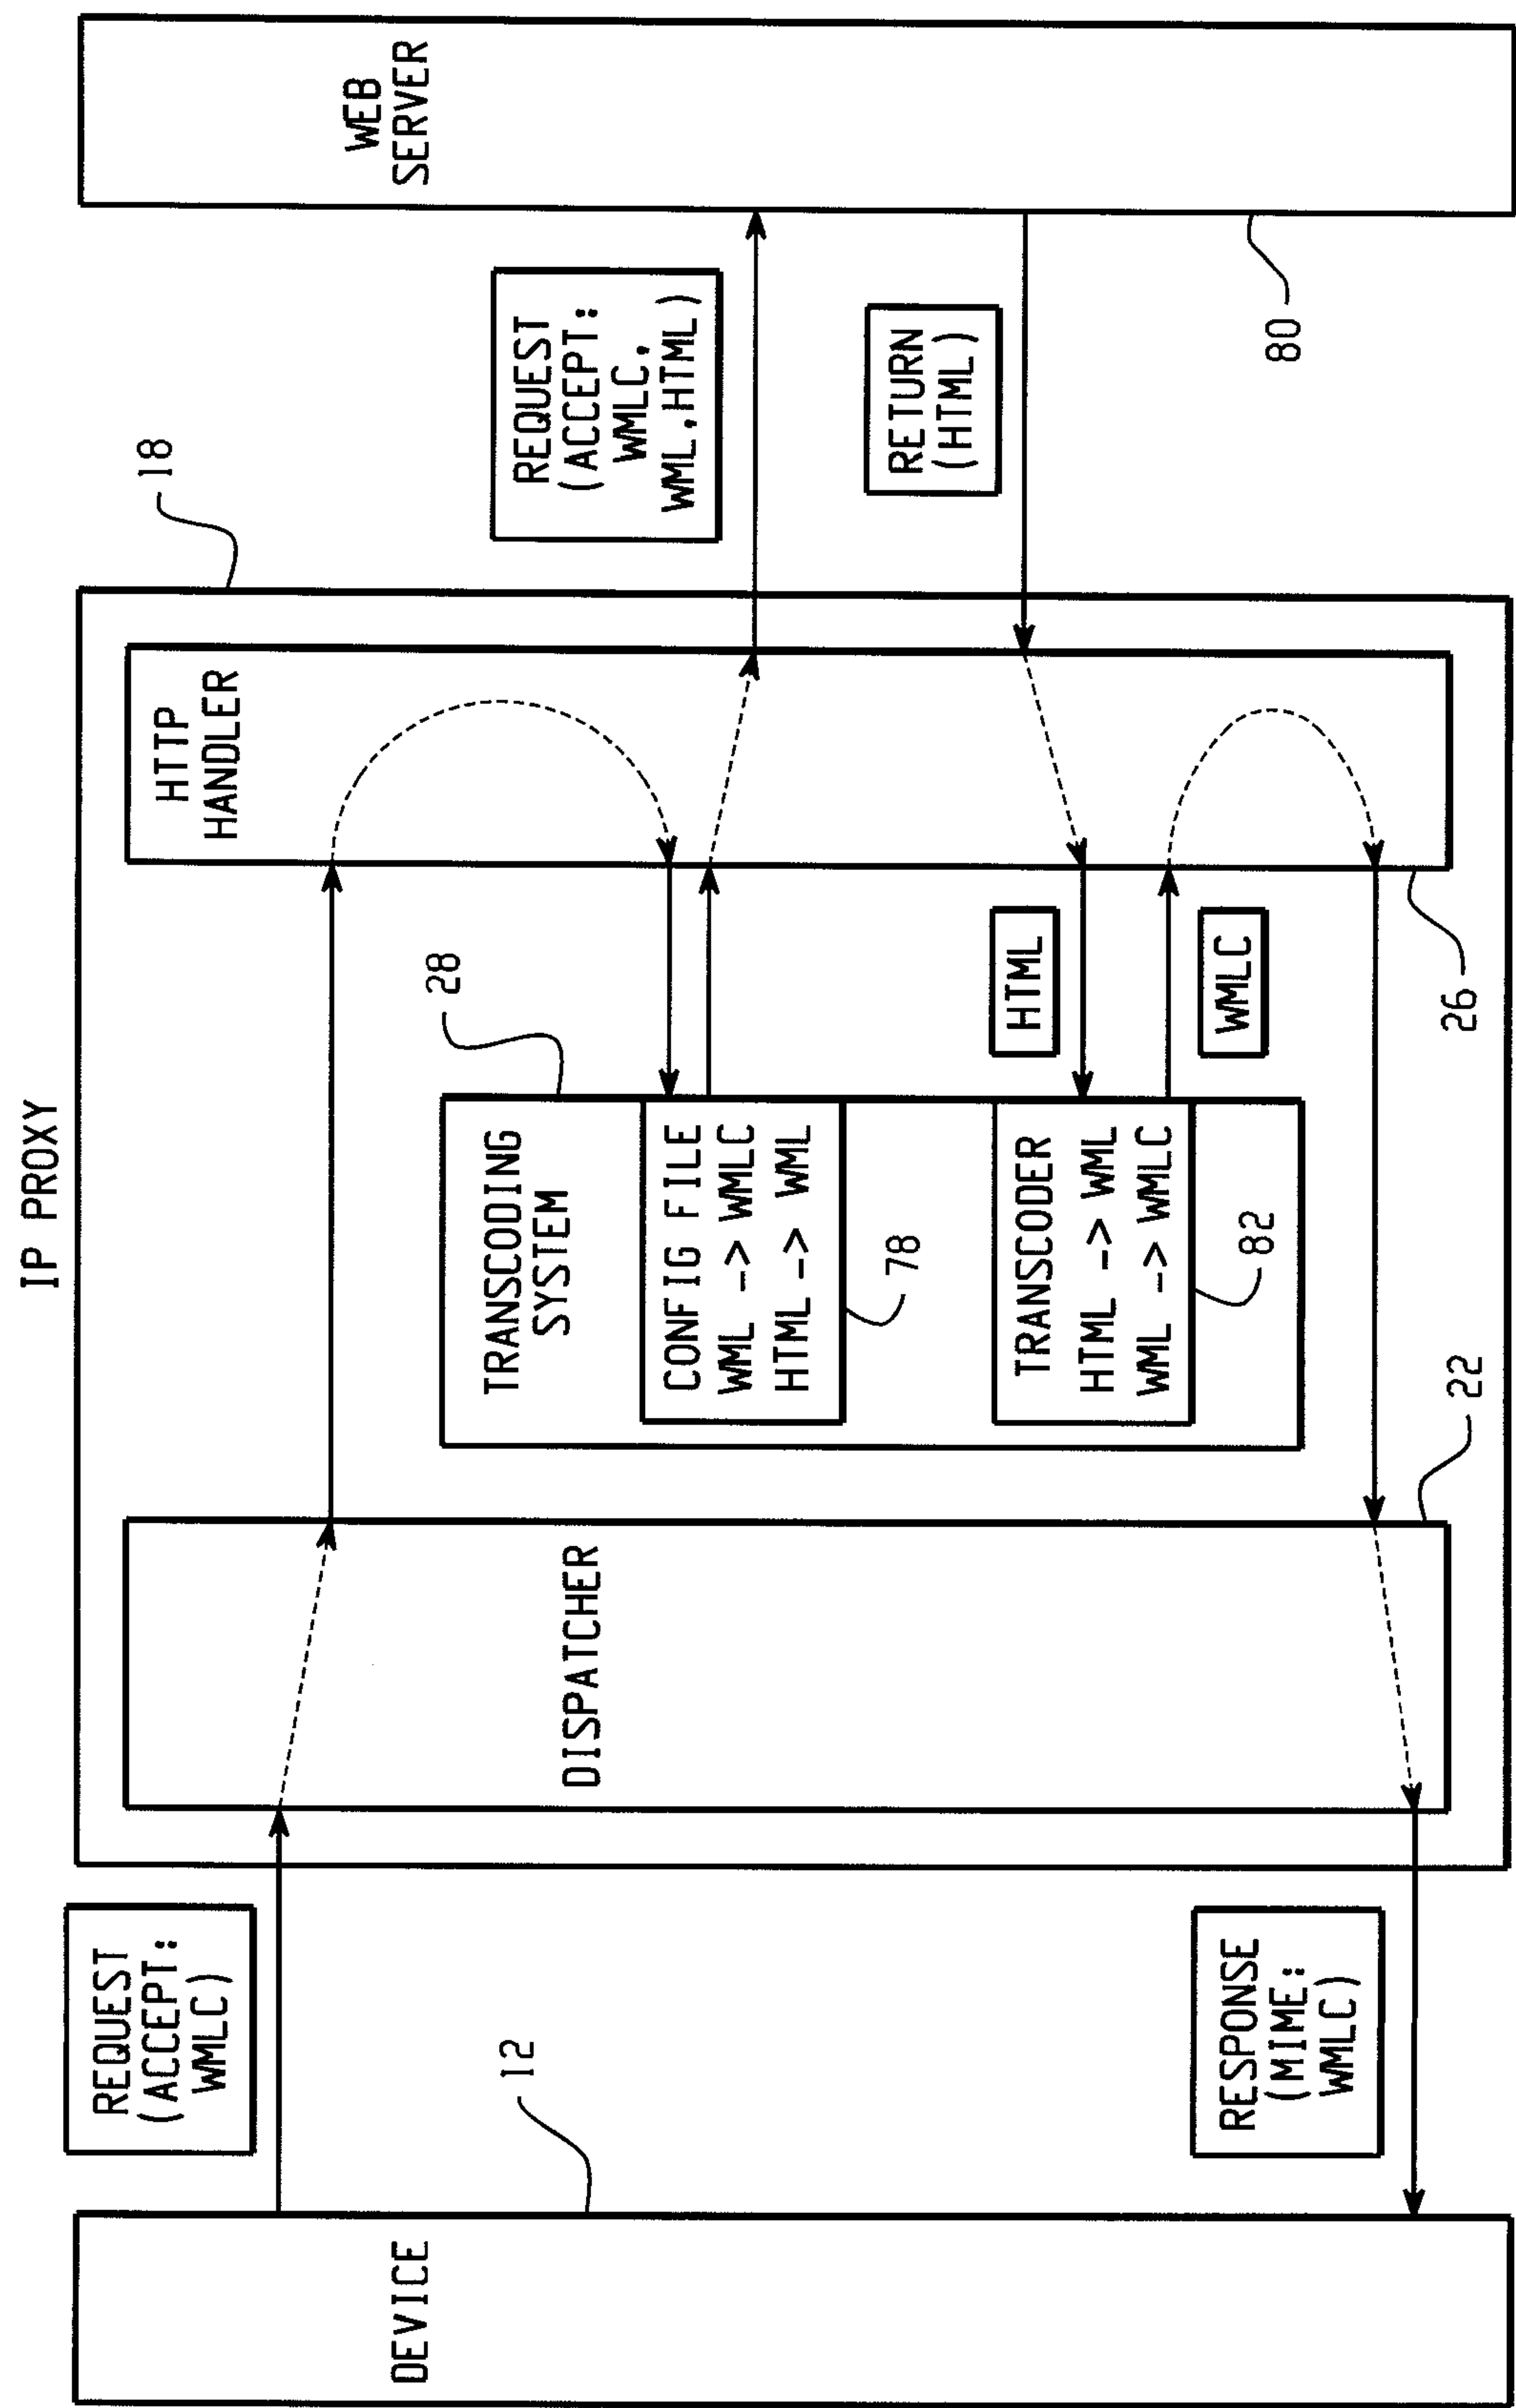 IP PROXY
DEVICE
12
REQUEST
(ACCEPT:
WMLC)
RESPONSE
(MIME:
WMLC)
DISPATCHER
22
TRANSCODING
SYSTEM
28
CONFIG FILE
WML -> WMLC
HTML -> WML
78
TRANSCODER
HTML -> WML
WML -> WMLC
82
HTML
WMLC
HTTP
HANDLER
26
18
REQUEST
(ACCEPT:
WMLC,
WML,HTML)
RETURN
(HTML)
WEB
SERVER
80